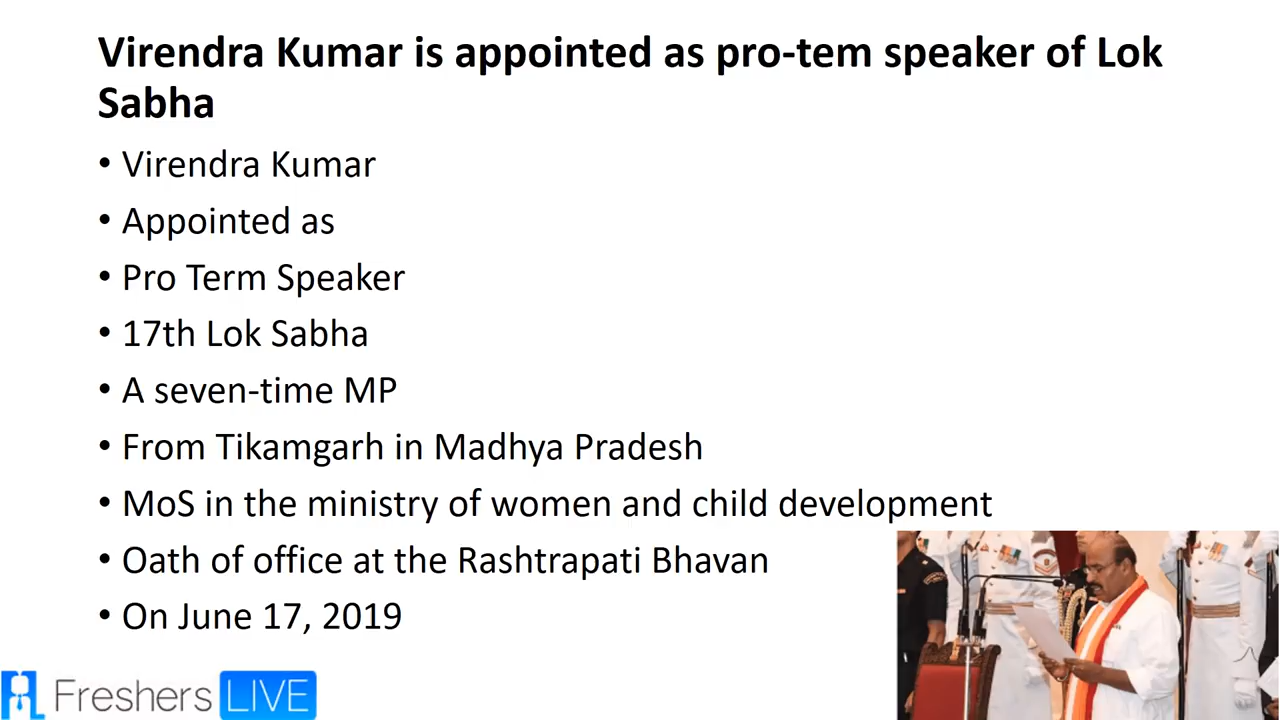 Virendra Kumar is appointed as pro-tem speaker of Lok
Sabha
• Virendra Kumar
• Appointed as
• Pro Term Speaker
• 17th Lok Sabha
• A seven-time MP
• From Tikamgarh in Madhya Pradesh
• MoS in the ministry of women and child development
• Oath of office at the Rashtrapati Bhavan
• On June 17, 2019
Freshers LIVE